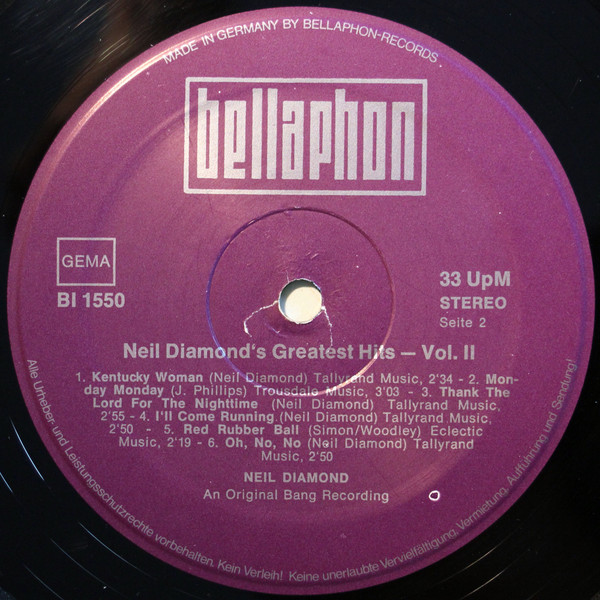 MADE IN GERMANY BY BELLAPHON-RECORDS
bellaphon
GEMA
BI 1550
33 UpM
STEREO
Seite 2
Neil Diamond's Greatest Hits — Vol. II
1. Kentucky Woman (Neil Diamond) Tallyrand Music, 2'34 - 2. Mon-
day Monday (J. Phillips) Trousdale Music, 3'03 - 3. Thank The
Lord For The Nighttime (Neil Diamond) Tallyrand Music,
2'55 - 4. I'll Come Running (Neil Diamond) Tallyrand Music,
2'50 - 5. Red Rubber Ball (Simon/Woodley) Eclectic
Music, 2'19 - 6. Oh, No, No (Neil Diamond) Tallyrand
Music, 2'50
NEIL DIAMOND
An Original Bang Recording
Alle Urheber- und Leistungsschutzrechte vorbehalten. Kein Verleih! Keine unerlaubte Vervielfältigung, Vermietung, Aufführung und Sendung!